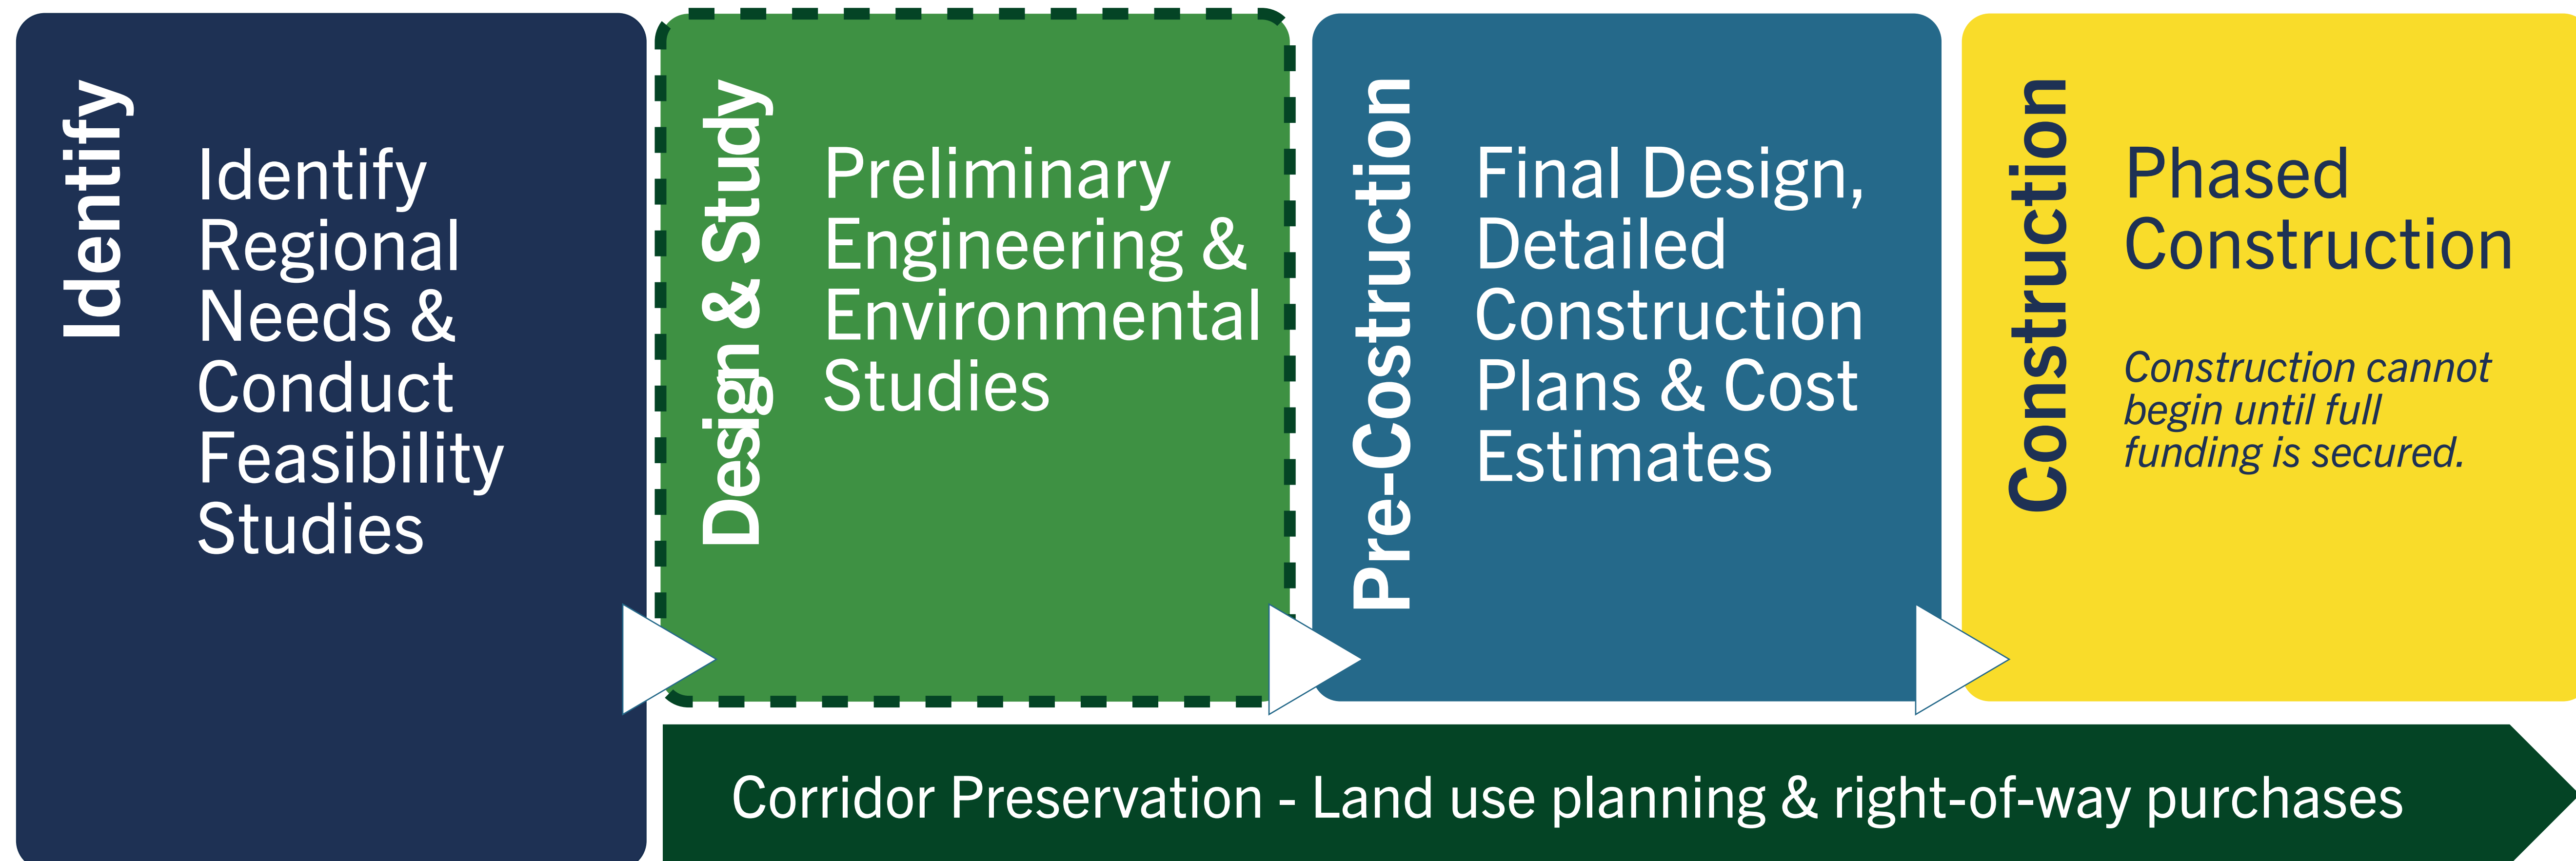 Identify
Identify
Regional
Needs &
Conduct
Feasibility
Studies
Design & Study
Preliminary
Engineering &
Environmental
Studies
Pre-Costruction
Final Design,
Detailed
Construction
Plans & Cost
Estimates
Construction
Phased
Construction
Construction cannot
begin until full
funding is secured.
Corridor Preservation - Land use planning & right-of-way purchases